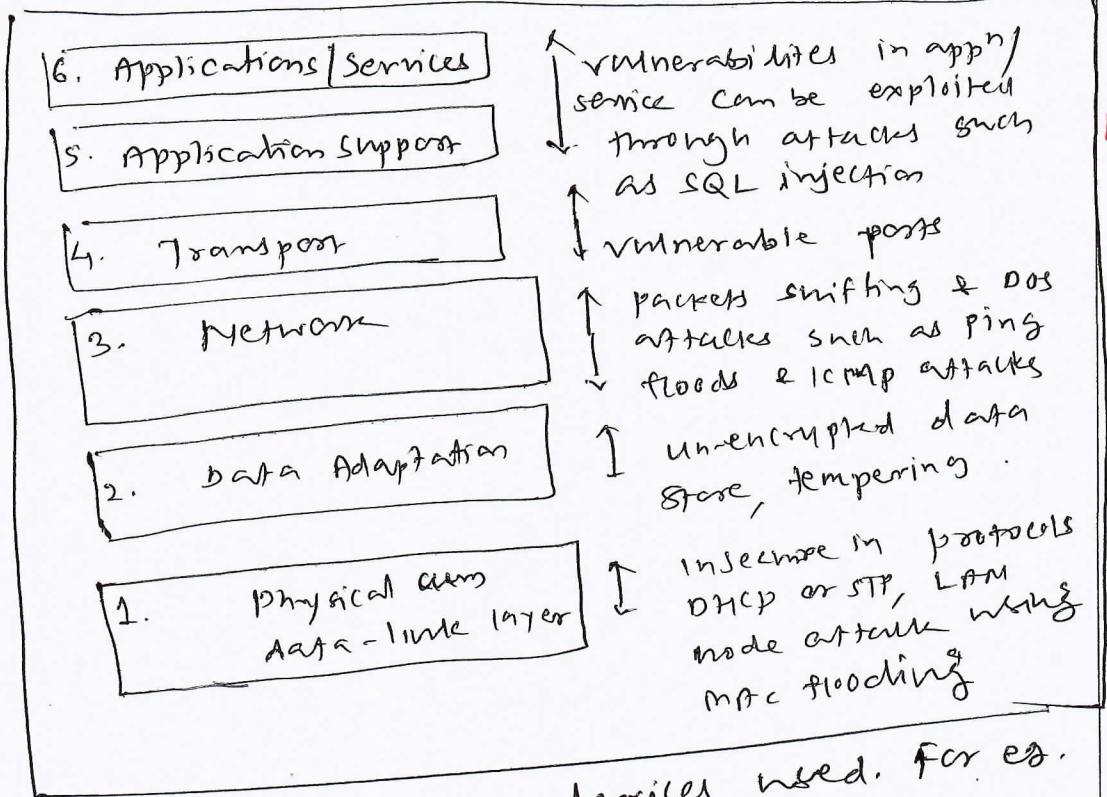 6. Applications/Services
vulnerabilites in appn/
service can be exploited
through attacks such
as SQL injection
5. Application Support
4. Transport
vulnerable ports
3. Network
packets sniffing & DOS
attacks such as ping
floods & ICMP attacks
2. Data Adaptation
un-encrypted data
store, tempering.
1. Physical
data-link layer
Insecure in protocols
DHCP or STP, LAN
node attack using
MAC flooding
devices used. For eg.